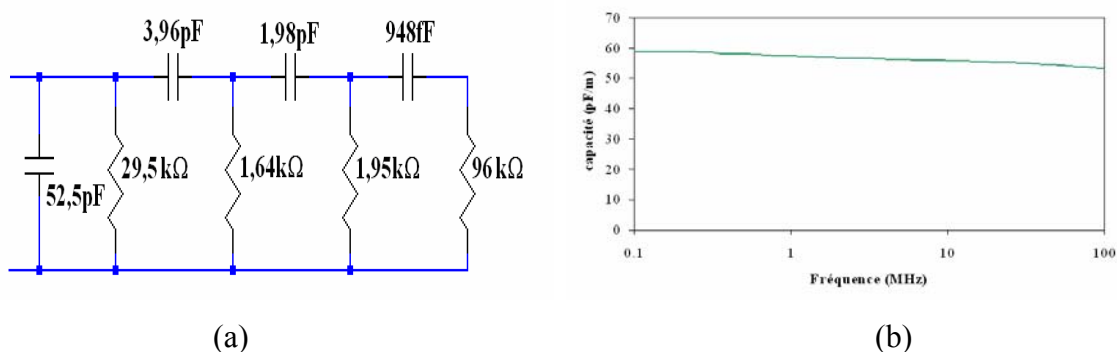 3,96pF
1,98pF
948fF
52,5pF
29,5kΩ
1,64kΩ
1,95kΩ
96kΩ
(a)
70
60
50
40
30
20
10
0
capacité (pF/m)
0.1
1
10
100
Fréquence (MHz)
(b)